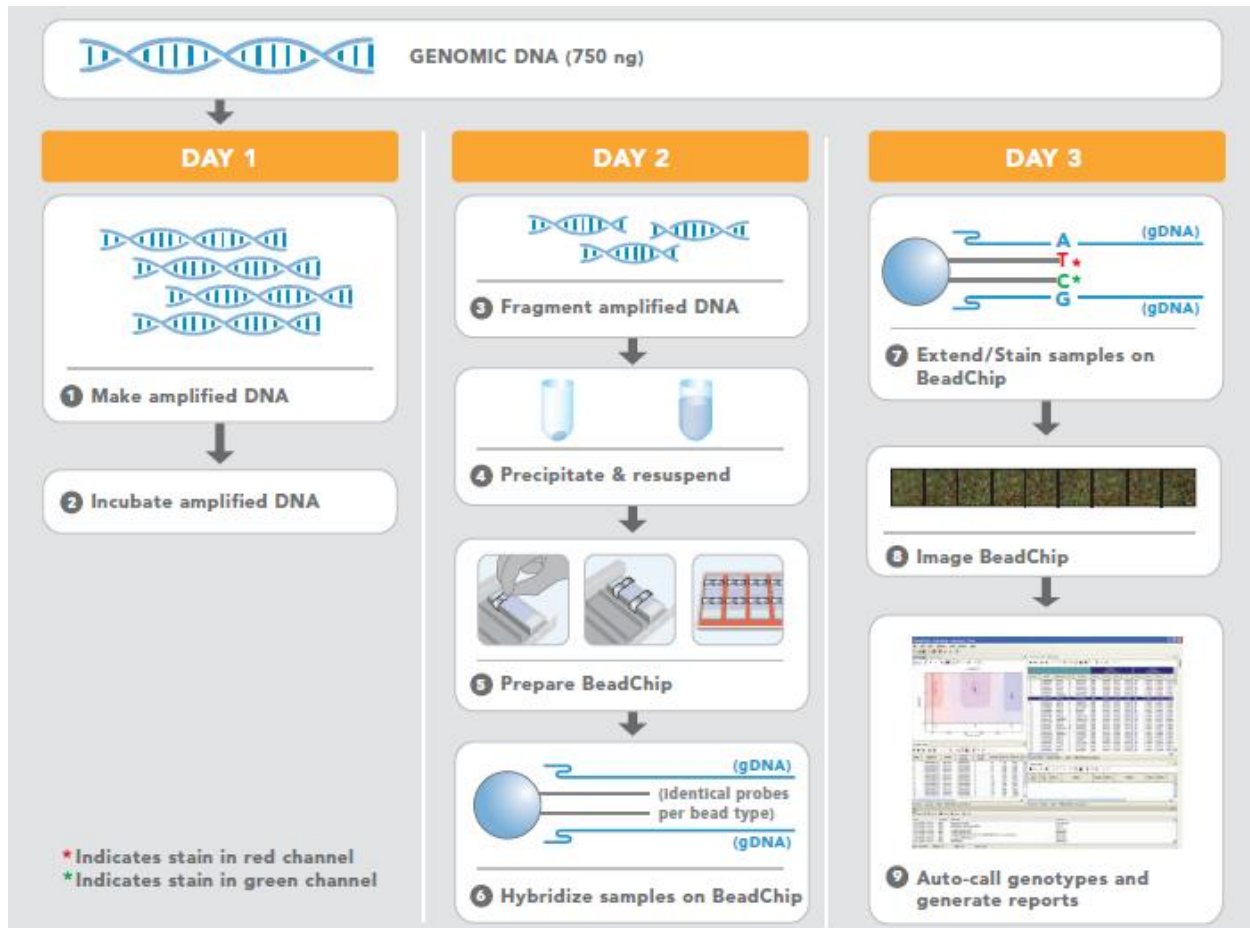 GENOMIC DNA (750 ng)
DAY 1
1 Make amplified DNA
2 Incubate amplified DNA
*Indicates stain in red channel
*Indicates stain in green channel
DAY 2
3 Fragment amplified DNA
4 Precipitate & resuspend
5 Prepare BeadChip
(gDNA)
(identical probes
per bead type)
(gDNA)
6 Hybridize samples on BeadChip
DAY 3
A (gDNA)
T*
C*
G (gDNA)
7 Extend/Stain samples on
BeadChip
8 Image BeadChip
9 Auto-call genotypes and
generate reports